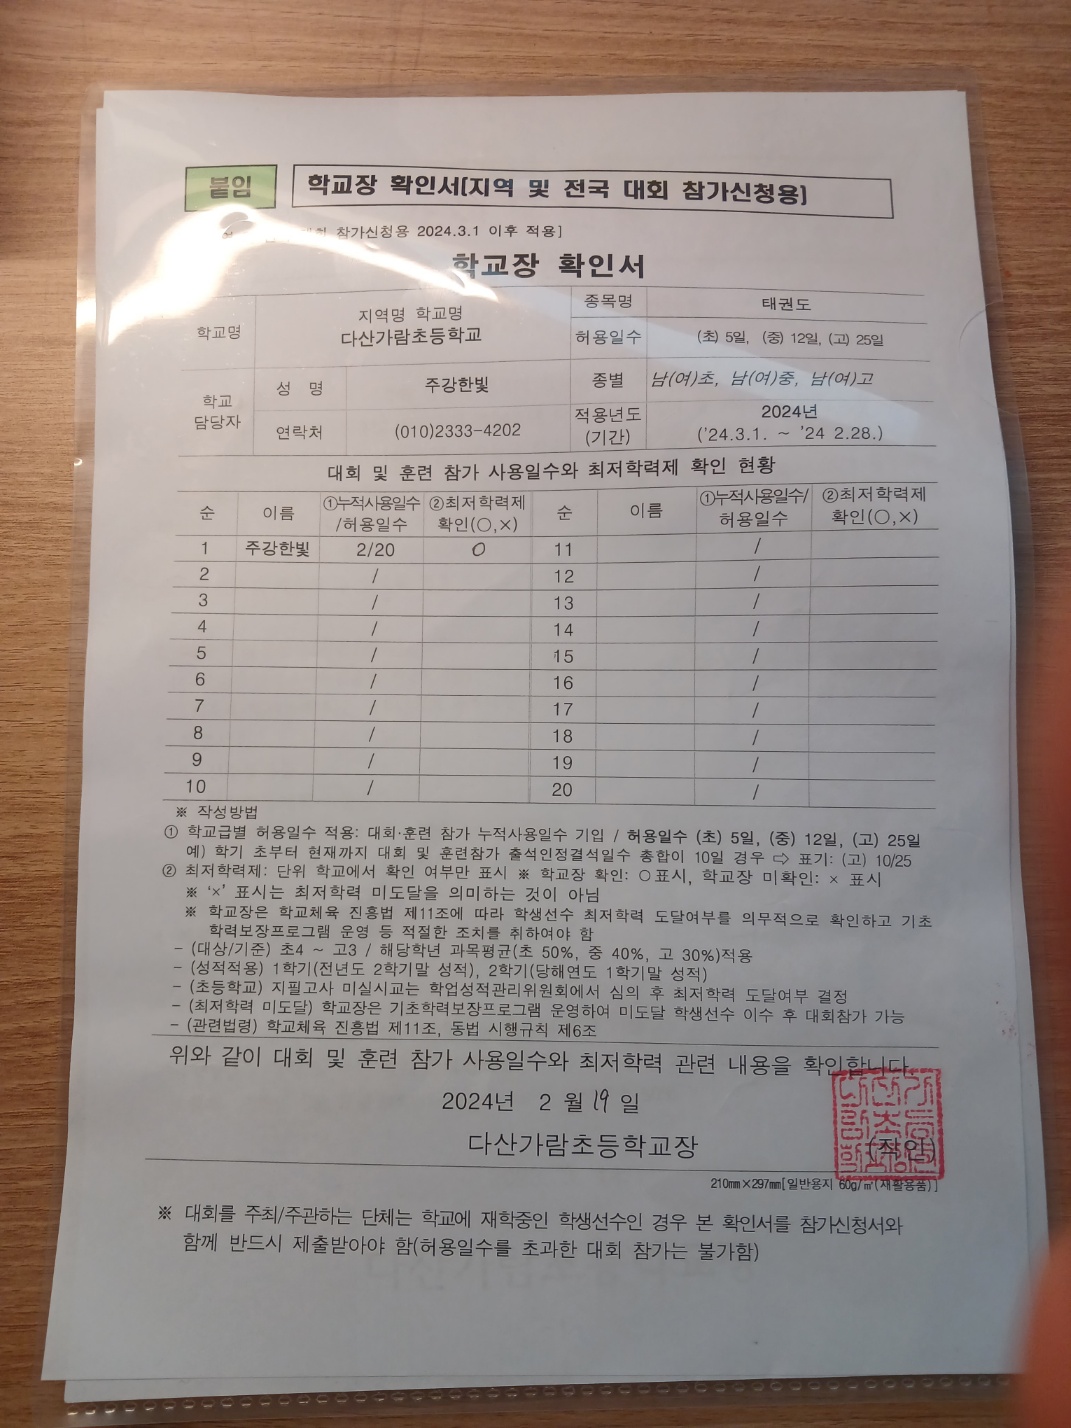 붙임
학교장 확인서(지역 및 전국 대회 참가신청용)
참가신청용 2024.3.1 이후 적용]
학교장 확인서
학교명
지역명 학교명
다산가람초등학교
종목명
태권도
허용일수
(초) 5일, (중) 12일, (고) 25일
학교
담당자
성 명
주강한빛
종별
남(여)초, 남(여)중, 남(여)고
연락처
(010)2333-4202
적용년도
(기간)
2024년
('24.3.1. ~ '24 2.28.)
대회 및 훈련 참가 사용일수와 최저학력제 확인 현황
순 이름 ①누적사용일수/허용일수 ②최저학력제 확인(○,×) 순 이름 ①누적사용일수/허용일수 ②최저학력제 확인(○,×)
1 주강한빛 2/20 O 11 /
2 / 12 /
3 / 13 /
4 / 14 /
5 / 15 /
6 / 16 /
7 / 17 /
8 / 18 /
9 / 19 /
10 / 20 /
※ 작성방법
① 학교급별 허용일수 적용: 대회·훈련 참가 누적사용일수 기입 / 허용일수 (초) 5일, (중) 12일, (고) 25일
예) 학기 초부터 현재까지 대회 및 훈련참가 출석인정결석일수 총합이 10일 경우 ⇨ 표기: (고) 10/25
② 최저학력제: 단위 학교에서 확인 여부만 표시 ※ 학교장 확인: ○표시, 학교장 미확인: × 표시
※ '×' 표시는 최저학력 미도달을 의미하는 것이 아님
※ 학교장은 학교체육 진흥법 제11조에 따라 학생선수 최저학력 도달여부를 의무적으로 확인하고 기초
학력보장프로그램 운영 등 적절한 조치를 취하여야 함
- (대상/기준) 초4 ~ 고3 / 해당학년 과목평균(초 50%, 중 40%, 고 30%)적용
- (성적적용) 1학기(전년도 2학기말 성적), 2학기(당해연도 1학기말 성적)
- (초등학교) 지필고사 미실시교는 학업성적관리위원회에서 심의 후 최저학력 도달여부 결정
- (최저학력 미도달) 학교장은 기초학력보장프로그램 운영하여 미도달 학생선수 이수 후 대회참가 가능
- (관련법령) 학교체육 진흥법 제11조, 동법 시행규칙 제6조
위와 같이 대회 및 훈련 참가 사용일수와 최저학력 관련 내용을 확인합니다.
2024년 2 월 19 일
다산가람초등학교장 (직인)
210㎜×297㎜[일반용지 60g/㎡(재활용품)]
※ 대회를 주최/주관하는 단체는 학교에 재학중인 학생선수인 경우 본 확인서를 참가신청서와
함께 반드시 제출받아야 함(허용일수를 초과한 대회 참가는 불가함)